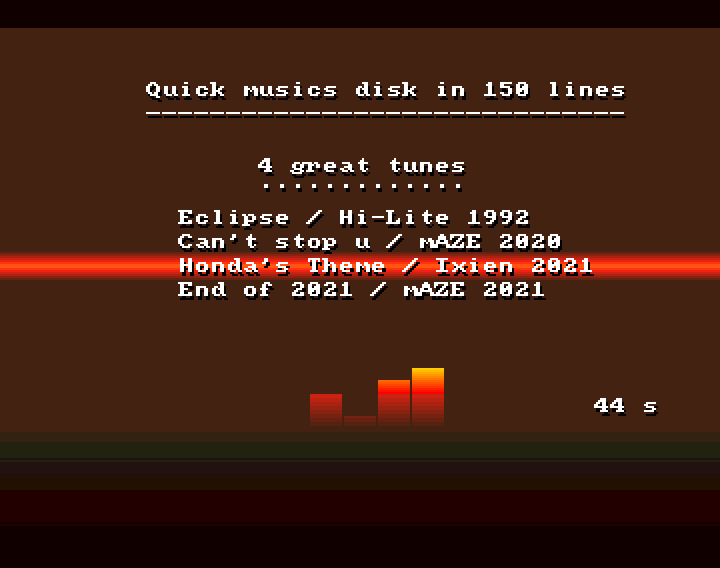 Quick musics disk in 150 lines
------------------------------
4 great tunes
.............
Eclipse / Hi-Lite 1992
Can't stop u / mAZE 2020
Honda's Theme / Ixien 2021
End of 2021 / mAZE 2021
44 s